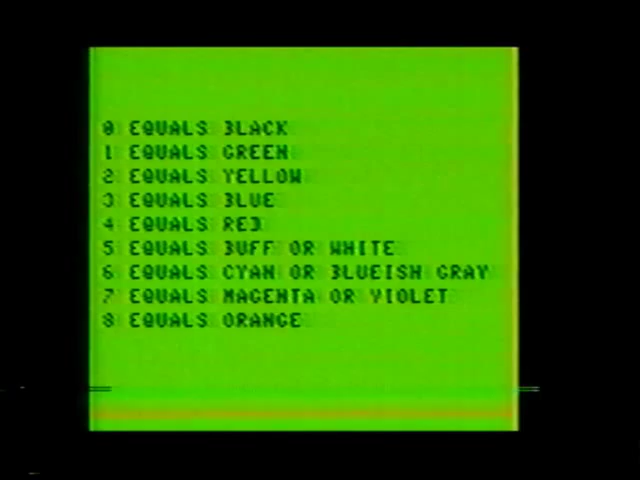 0 EQUALS BLACK
1 EQUALS GREEN
2 EQUALS YELLOW
3 EQUALS BLUE
4 EQUALS RED
5 EQUALS BUFF OR WHITE
6 EQUALS CYAN OR BLUEISH GRAY
7 EQUALS MAGENTA OR VIOLET
8 EQUALS ORANGE